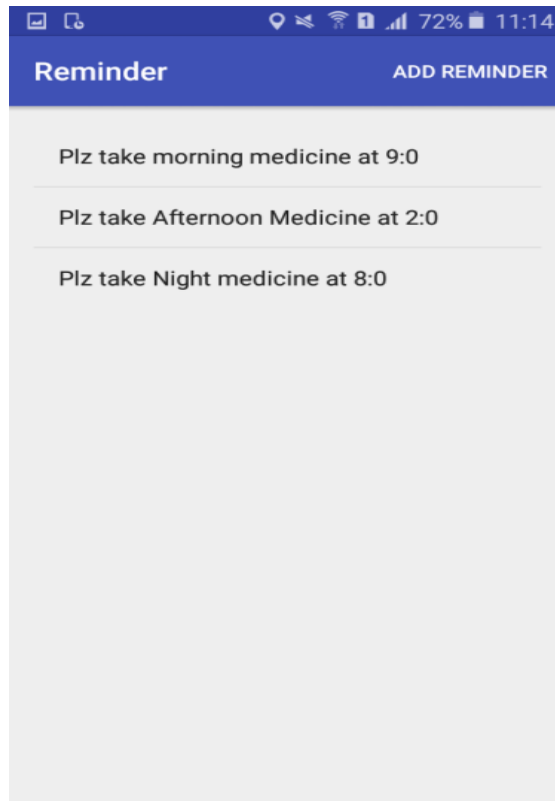 1 72% 11:14
Reminder ADD REMINDER
Plz take morning medicine at 9:0
Plz take Afternoon Medicine at 2:0
Plz take Night medicine at 8:0